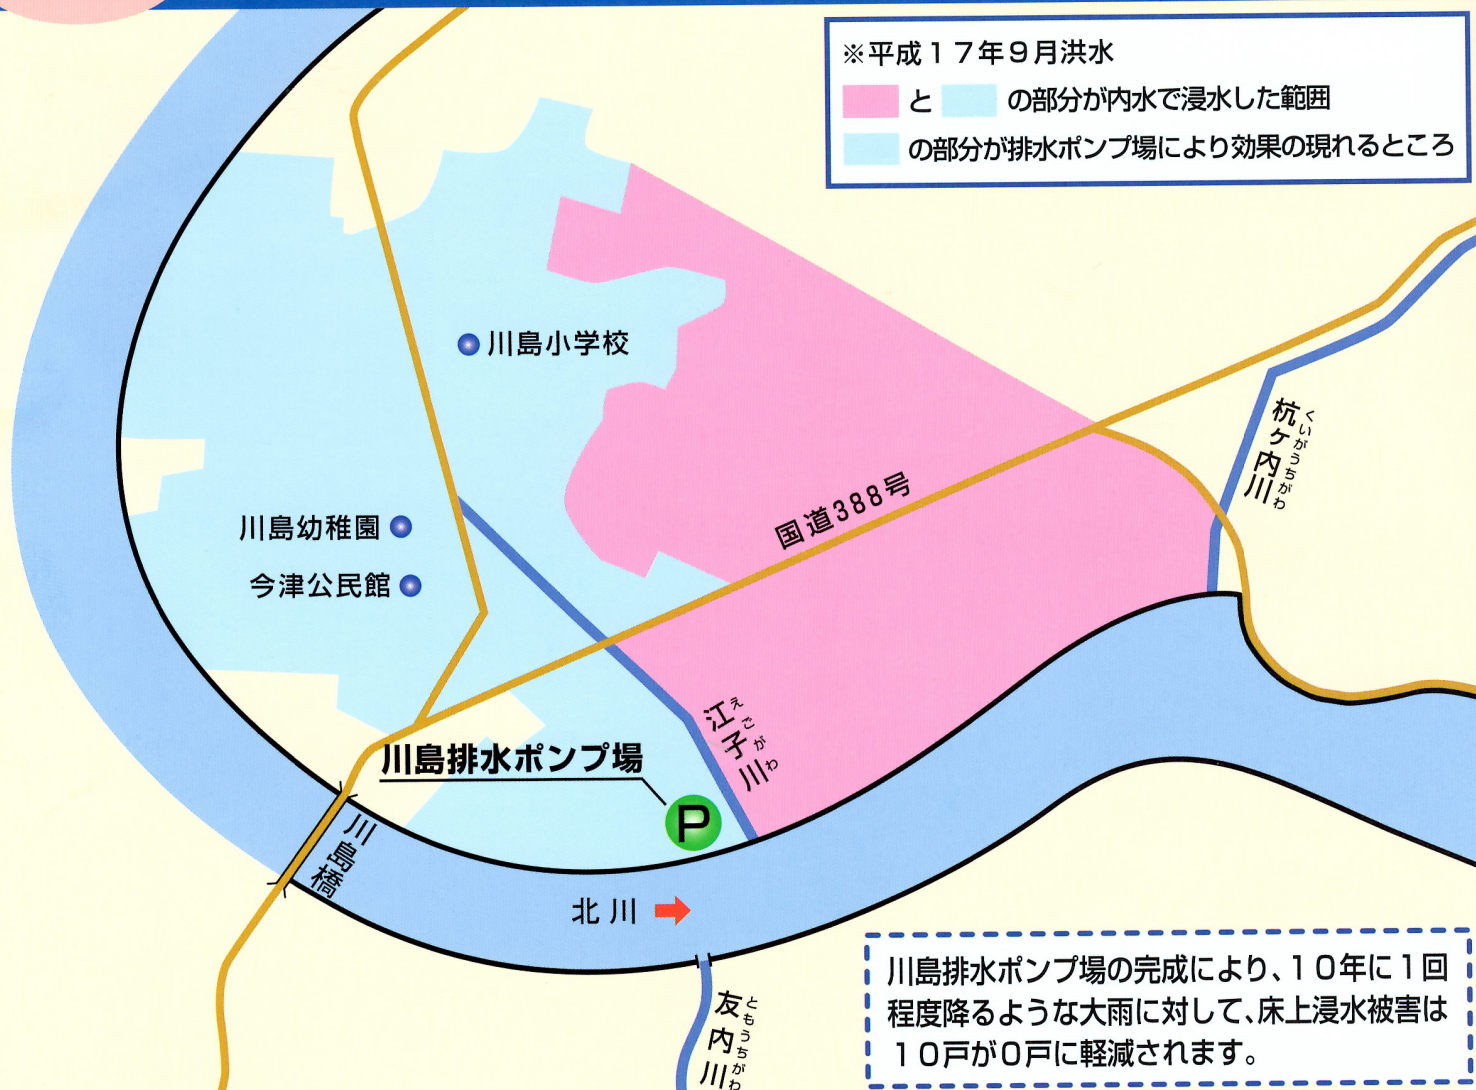 ※平成１７年９月洪水
と の部分が内水で浸水した範囲
の部分が排水ポンプ場により効果の現れるところ
川島小学校
杭ヶ内川
くいがうちがわ
国道388号
川島幼稚園
今津公民館
江子川
えごがわ
川島排水ポンプ場
P
川島橋
北川
友内川
ともうちがわ
川島排水ポンプ場の完成により、１０年に１回
程度降るような大雨に対して、床上浸水被害は
１０戸が０戸に軽減されます。